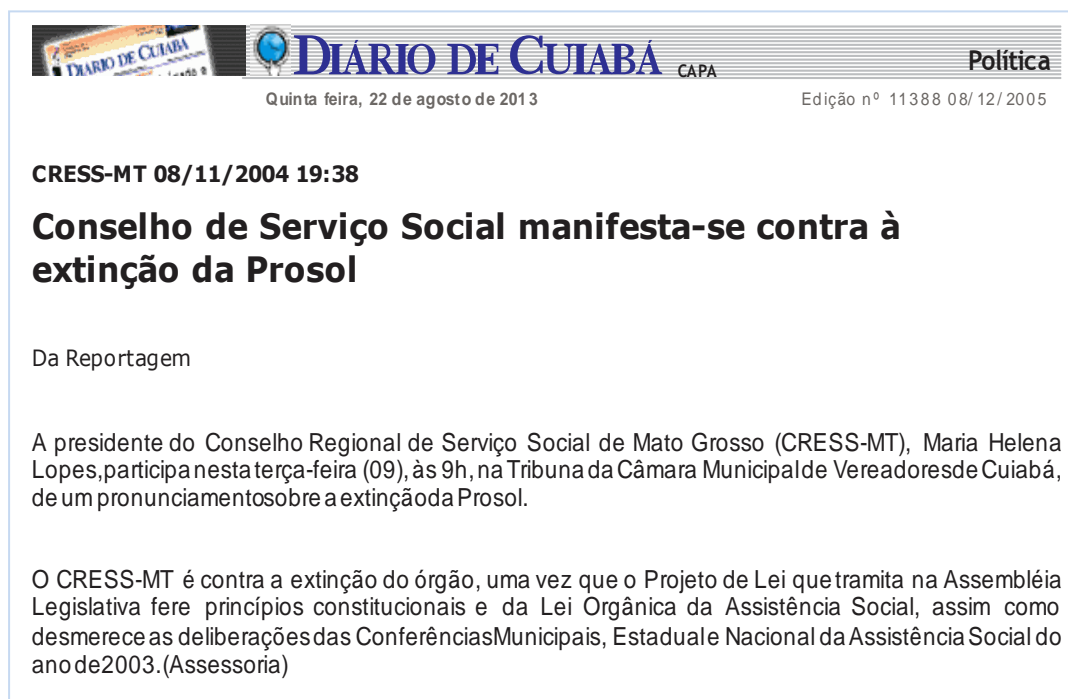 DIÁRIO DE CUIABÁ
DIÁRIO DE CUIABÁ CAPA Política
Quinta feira, 22 de agosto de 2013 Edição nº 11388 08/12/2005
CRESS-MT 08/11/2004 19:38
Conselho de Serviço Social manifesta-se contra à
extinção da Prosol
Da Reportagem
A presidente do Conselho Regional de Serviço Social de Mato Grosso (CRESS-MT), Maria Helena
Lopes,participa nesta terça-feira (09), às 9h, na Tribuna da Câmara Municipal de Vereadores de Cuiabá,
de um pronunciamento sobre a extinção da Prosol.
O CRESS-MT é contra a extinção do órgão, uma vez que o Projeto de Lei que tramita na Assembléia
Legislativa fere princípios constitucionais e da Lei Orgânica da Assistência Social, assim como
desmerece as deliberações das Conferências Municipais, Estadual e Nacional da Assistência Social do
ano de 2003.(Assessoria)